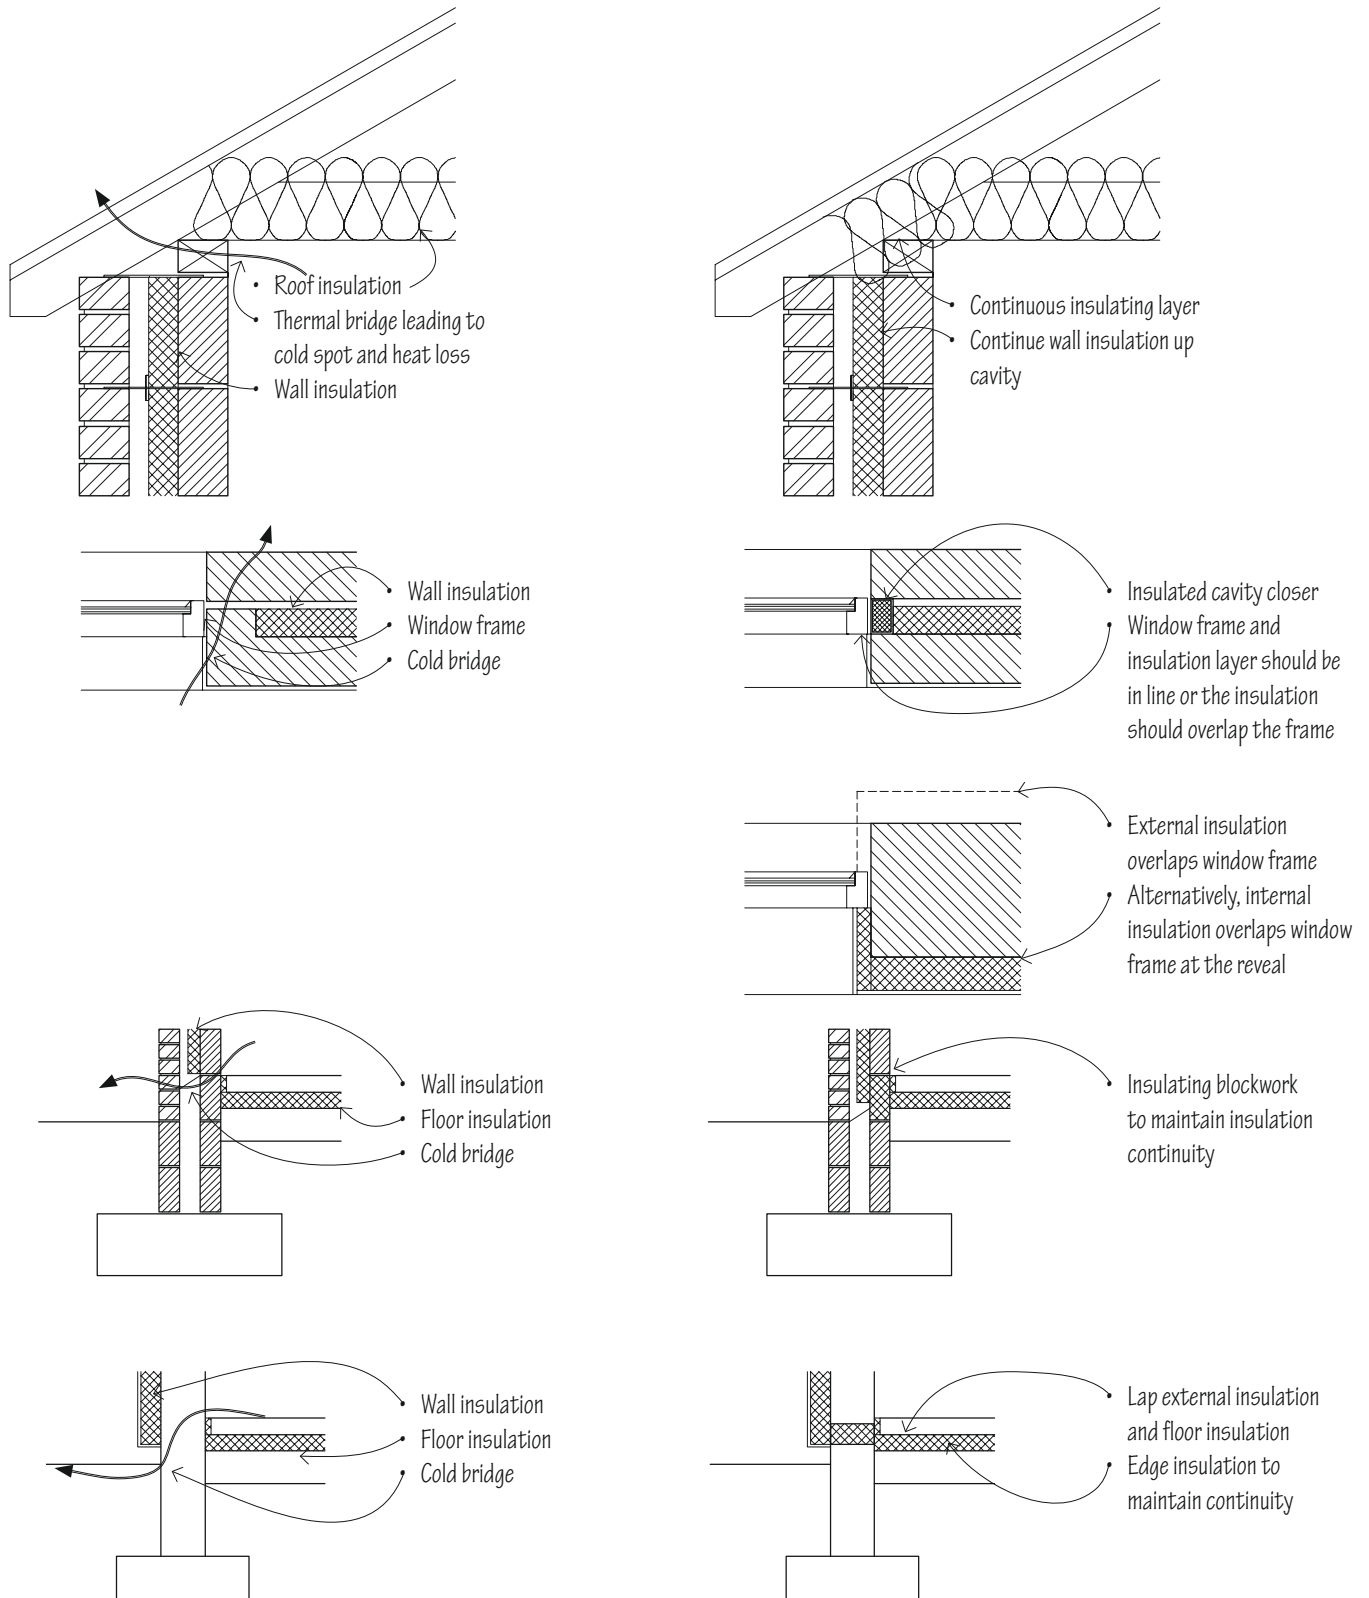 Roof insulation
Thermal bridge leading to
cold spot and heat loss
Wall insulation
Continuous insulating layer
Continue wall insulation up
cavity
Wall insulation
Window frame
Cold bridge
Insulated cavity closer
Window frame and
insulation layer should be
in line or the insulation
should overlap the frame
External insulation
overlaps window frame
Alternatively, internal
insulation overlaps window
frame at the reveal
Wall insulation
Floor insulation
Cold bridge
Insulating blockwork
to maintain insulation
continuity
Wall insulation
Floor insulation
Cold bridge
Lap external insulation
and floor insulation
Edge insulation to
maintain continuity